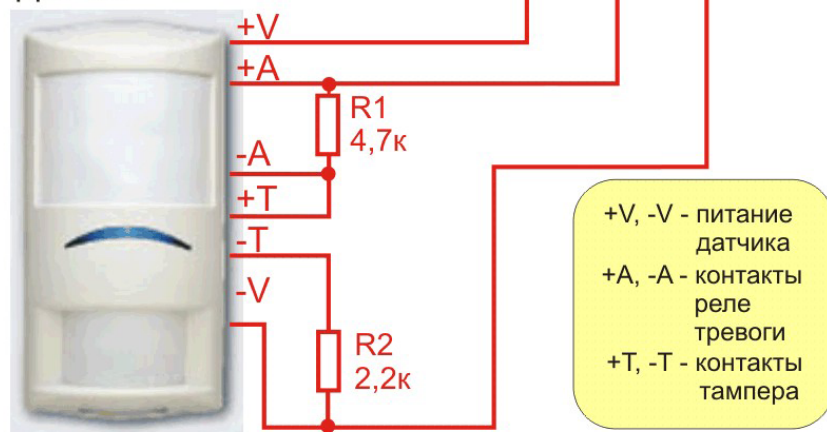 +V
+A
R1
4,7к
-A
+T
-T
-V
R2
2,2к
+V, -V - питание
датчика
+A, -A - контакты
реле
тревоги
+T, -T - контакты
тампера